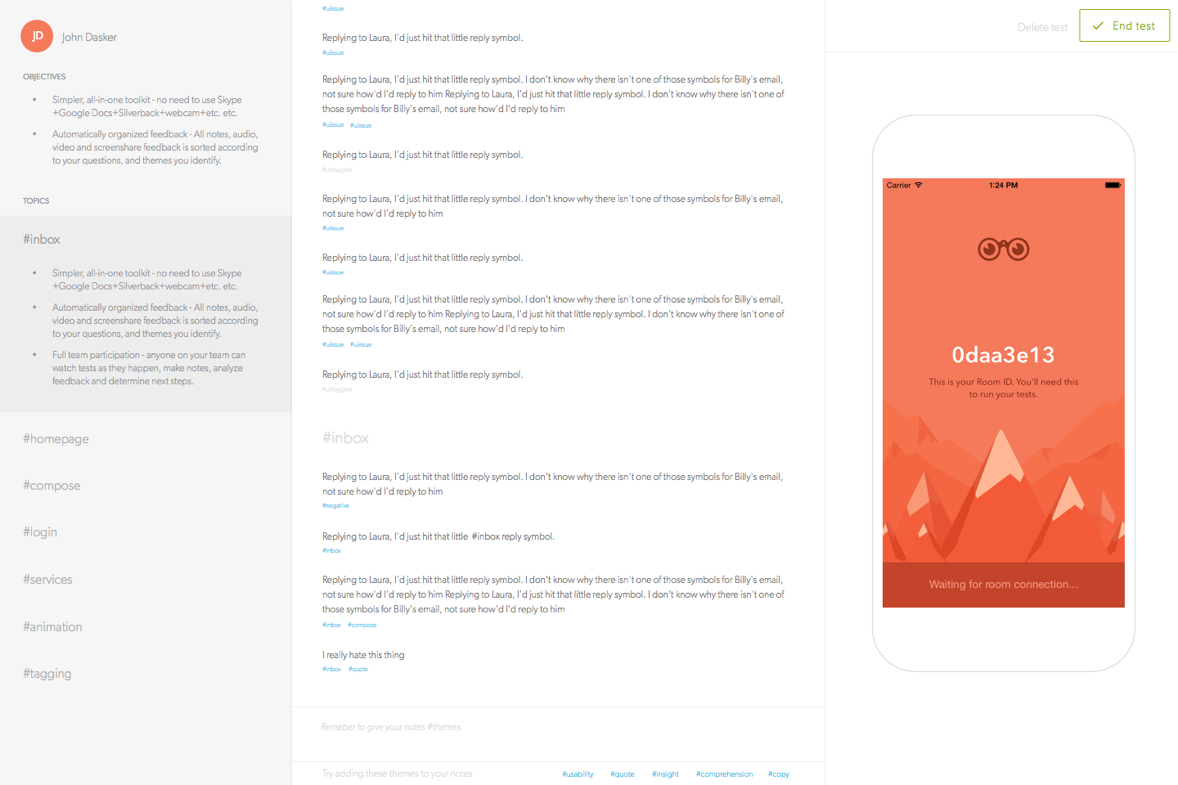 JD
John Dasker
OBJECTIVES
• Simpler, all-in-one toolkit - no need to use Skype
+Google Docs+Silverback+webcam+etc. etc.
• Automatically organized feedback - All notes, audio,
video and screenshare feedback is sorted according
to your questions, and themes you identify.
TOPICS
#inbox
• Simpler, all-in-one toolkit - no need to use Skype
+Google Docs+Silverback+webcam+etc. etc.
• Automatically organized feedback - All notes, audio,
video and screenshare feedback is sorted according
to your questions, and themes you identify.
• Full team participation - anyone on your team can
watch tests as they happen, make notes, analyze
feedback and determine next steps.
#homepage
#compose
#login
#services
#animation
#tagging
#uiissue
Replying to Laura, I'd just hit that little reply symbol.
#uiissue
Replying to Laura, I'd just hit that little reply symbol. I don't know why there isn't one of those symbols for Billy's email,
not sure how'd I'd reply to him Replying to Laura, I'd just hit that little reply symbol. I don't know why there isn't one of
those symbols for Billy's email, not sure how'd I'd reply to him
#uiissue #uiissue
Replying to Laura, I'd just hit that little reply symbol.
#untagged
Replying to Laura, I'd just hit that little reply symbol. I don't know why there isn't one of those symbols for Billy's email,
not sure how'd I'd reply to him
#uiissue
Replying to Laura, I'd just hit that little reply symbol.
#uiissue
Replying to Laura, I'd just hit that little reply symbol. I don't know why there isn't one of those symbols for Billy's email,
not sure how'd I'd reply to him Replying to Laura, I'd just hit that little reply symbol. I don't know why there isn't one of
those symbols for Billy's email, not sure how'd I'd reply to him
#uiissue #uiissue
Replying to Laura, I'd just hit that little reply symbol.
#untagged
#inbox
Replying to Laura, I'd just hit that little reply symbol. I don't know why there isn't one of those symbols for Billy's email,
not sure how'd I'd reply to him
#negative
Replying to Laura, I'd just hit that little #inbox reply symbol.
#inbox
Replying to Laura, I'd just hit that little reply symbol. I don't know why there isn't one of those symbols for Billy's email,
not sure how'd I'd reply to him Replying to Laura, I'd just hit that little reply symbol. I don't know why there isn't one of
those symbols for Billy's email, not sure how'd I'd reply to him
#inbox #compose
I really hate this thing
#inbox #quote
Remeber to give your notes #themes
Try adding these themes to your notes #usability #quote #insight #comprehension #copy
Delete test End test
Carrier 1:24 PM
0daa3e13
This is your Room ID. You'll need this
to run your tests.
Waiting for room connection...